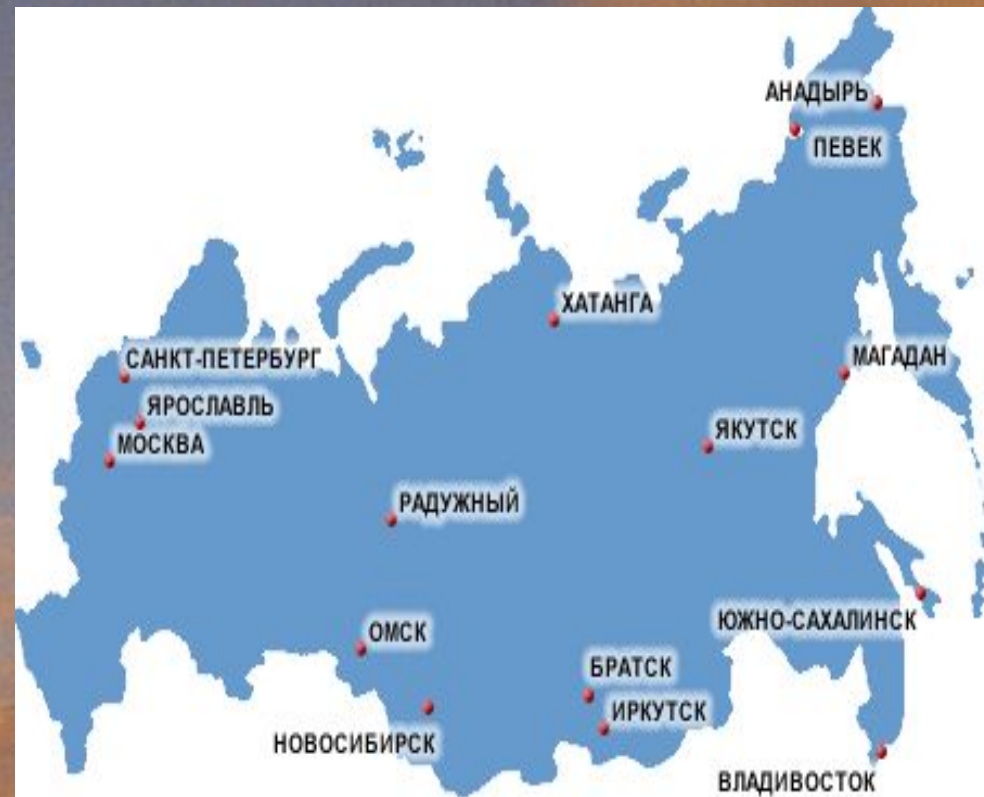 АНАДЫРЬ
ПЕВЕК
ХАТАНГА
САНКТ-ПЕТЕРБУРГ
МАГАДАН
ЯРОСЛАВЛЬ
ЯКУТСК
МОСКВА
РАДУЖНЫЙ
ЮЖНО-САХАЛИНСК
ОМСК
БРАТСК
ИРКУТСК
НОВОСИБИРСК
ВЛАДИВОСТОК